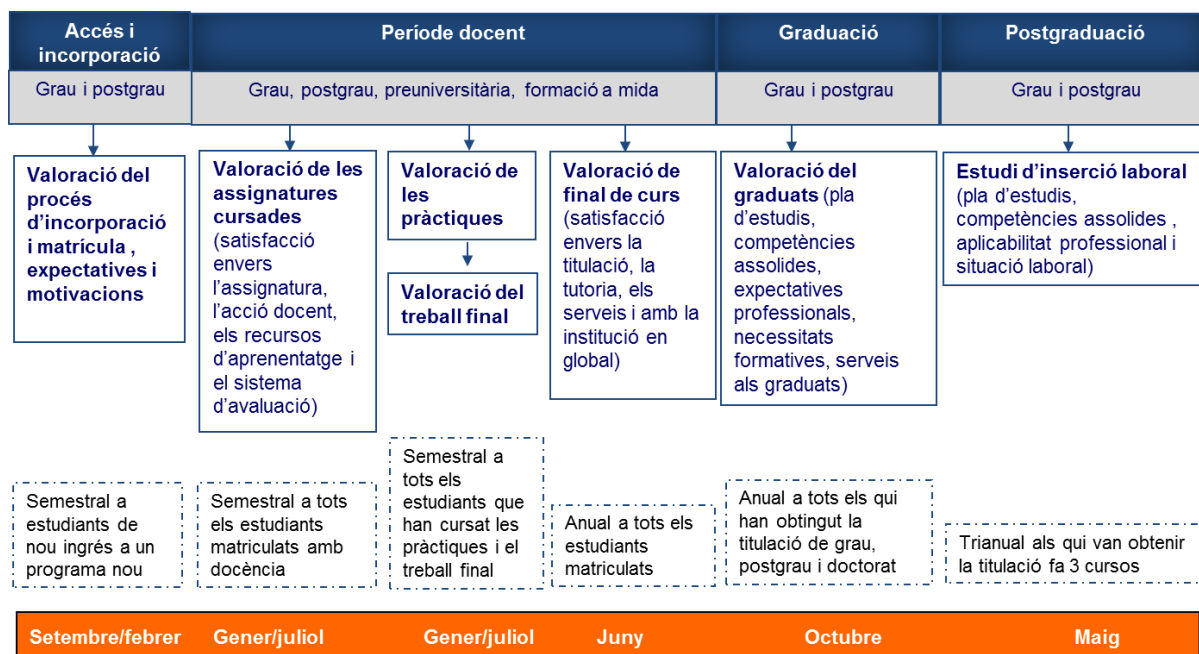 Accés i
incorporació
Període docent
Graduació
Postgraduació
Grau i postgrau
Grau, postgrau, preuniversitària, formació a mida
Grau i postgrau
Grau i postgrau
Valoració del
procés
d’incorporació
i matrícula ,
expectatives i
motivacions
Valoració de les
assignatures
cursades
(satisfacció
envers
l’assignatura,
l’acció docent,
els recursos
d’aprenentatge i
el sistema
d’avaluació)
Valoració de
les
pràctiques
Valoració del
treball final
Valoració de
final de curs
(satisfacció
envers la
titulació, la
tutoria, els
serveis i amb la
institució en
global)
Valoració del
graduats (pla
d’estudis,
competències
assolides,
expectatives
professionals,
necessitats
formatives, serveis
als graduats)
Estudi d’inserció laboral
(pla d’estudis,
competències assolides ,
aplicabilitat professional i
situació laboral)
Semestral a
estudiants de
nou ingrés a un
programa nou
Semestral a tots
els estudiants
matriculats amb
docència
Semestral a
tots els
estudiants que
han cursat les
pràctiques i el
treball final
Anual a tots els
estudiants
matriculats
Anual a tots els qui
han obtingut la
titulació de grau,
postgrau i doctorat
Trianual als qui van obtenir
la titulació fa 3 cursos
Setembre/febrer
Gener/juliol
Gener/juliol
Juny
Octubre
Maig